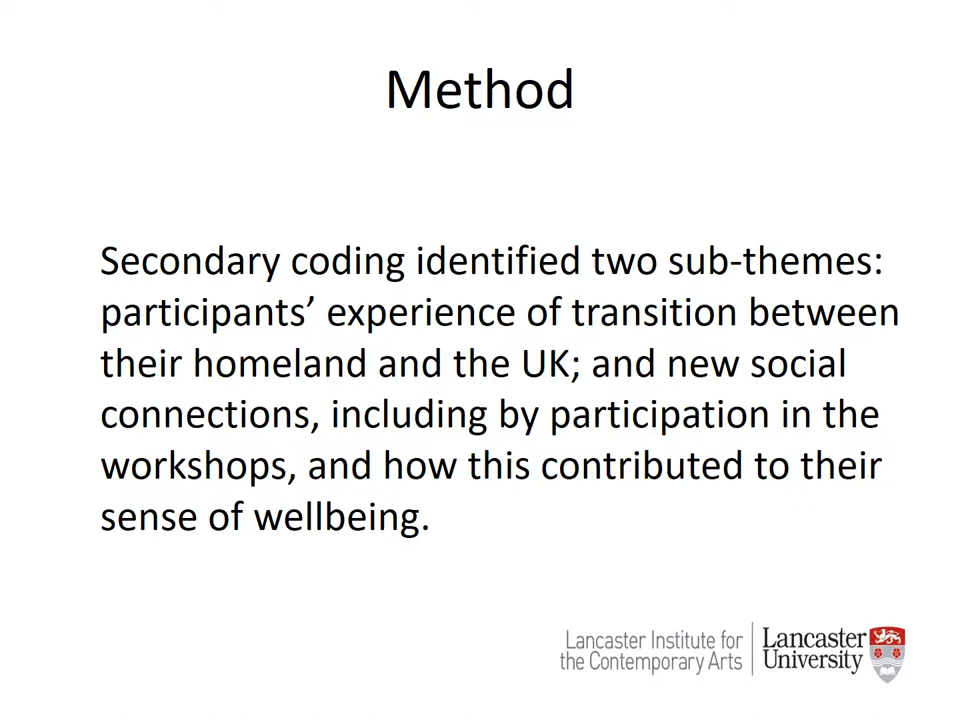 Method
Secondary coding identified two sub-themes:
participants’ experience of transition between
their homeland and the UK; and new social
connections, including by participation in the
workshops, and how this contributed to their
sense of wellbeing.
Lancaster Institute for
the Contemporary Arts
Lancaster
University